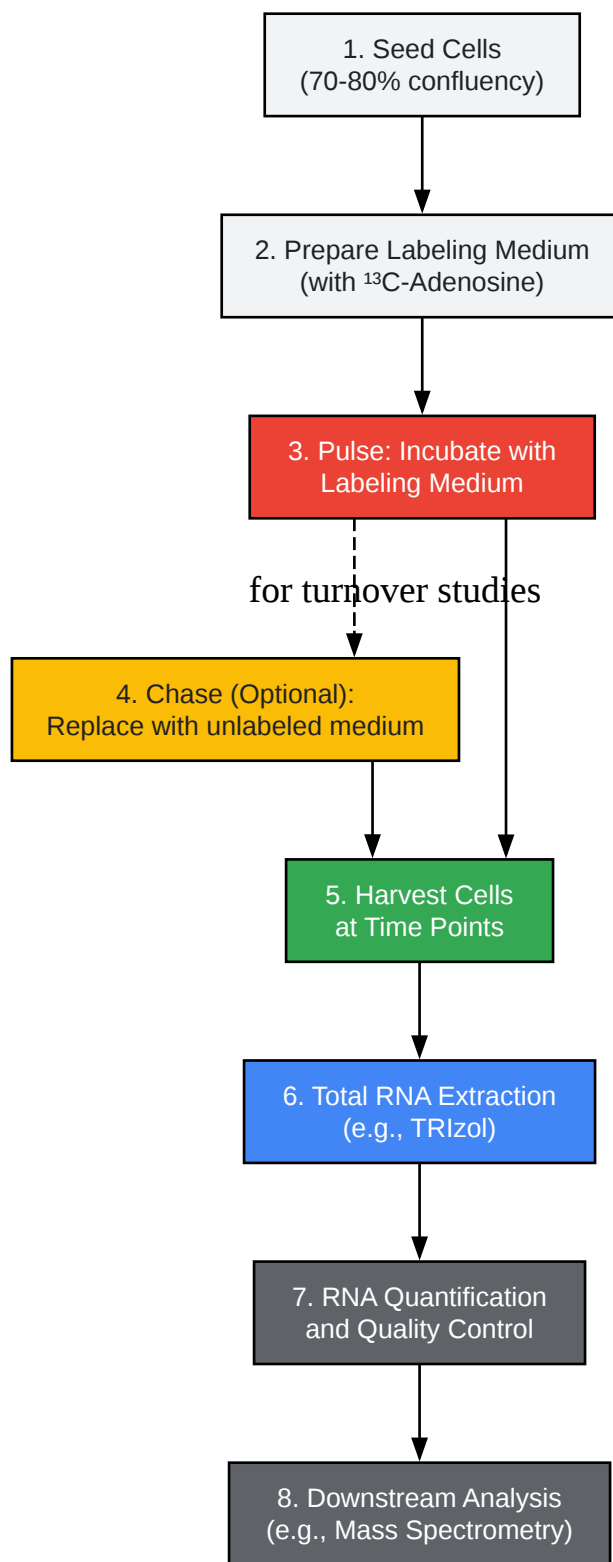 1. Seed Cells
(70-80% confluency)
2. Prepare Labeling Medium
(with ¹³C-Adenosine)
3. Pulse: Incubate with
Labeling Medium
for turnover studies
4. Chase (Optional):
Replace with unlabeled medium
5. Harvest Cells
at Time Points
6. Total RNA Extraction
(e.g., TRIzol)
7. RNA Quantification
and Quality Control
8. Downstream Analysis
(e.g., Mass Spectrometry)